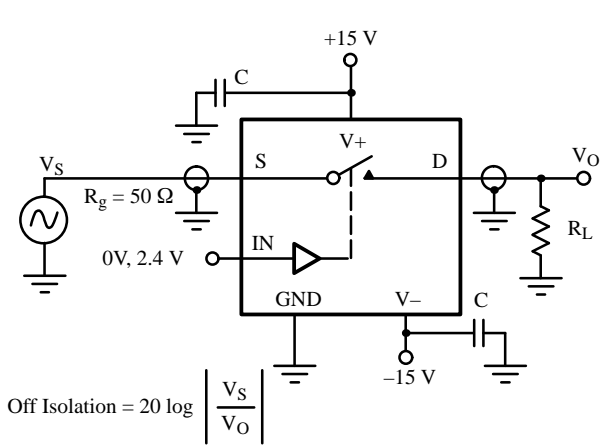 +15 V
C
V+
S
D
VS
VO
Rg = 50 Ω
RL
IN
0V, 2.4 V
GND
V–
C
–15 V
Off Isolation = 20 log | VS / VO |